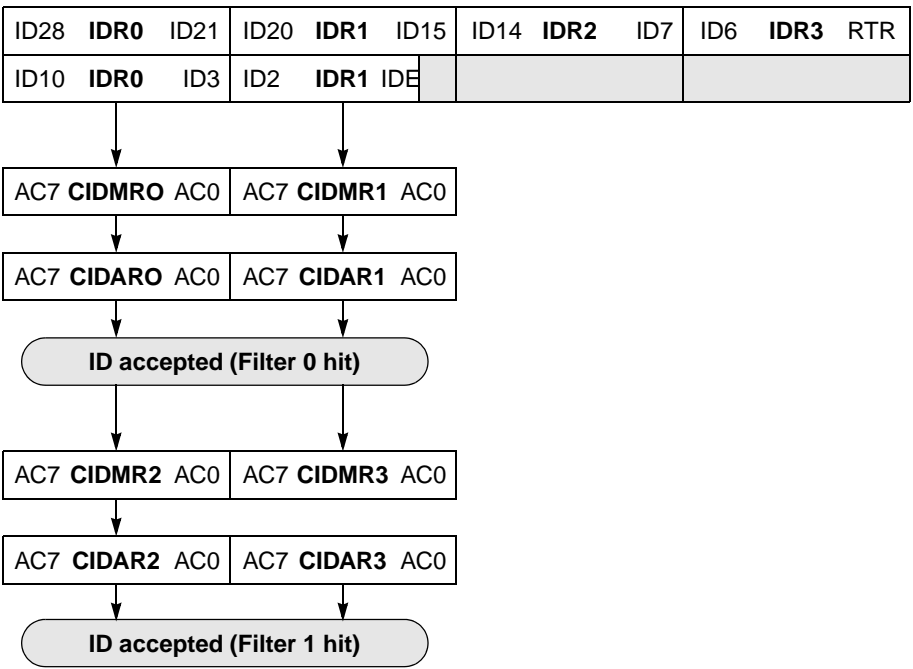 ID28 IDR0 ID21 ID20 IDR1 ID15 ID14 IDR2 ID7 ID6 IDR3 RTR
ID10 IDR0 ID3 ID2 IDR1 IDE
AC7 CIDMRO AC0 AC7 CIDMR1 AC0
AC7 CIDARO AC0 AC7 CIDAR1 AC0
ID accepted (Filter 0 hit)
AC7 CIDMR2 AC0 AC7 CIDMR3 AC0
AC7 CIDAR2 AC0 AC7 CIDAR3 AC0
ID accepted (Filter 1 hit)